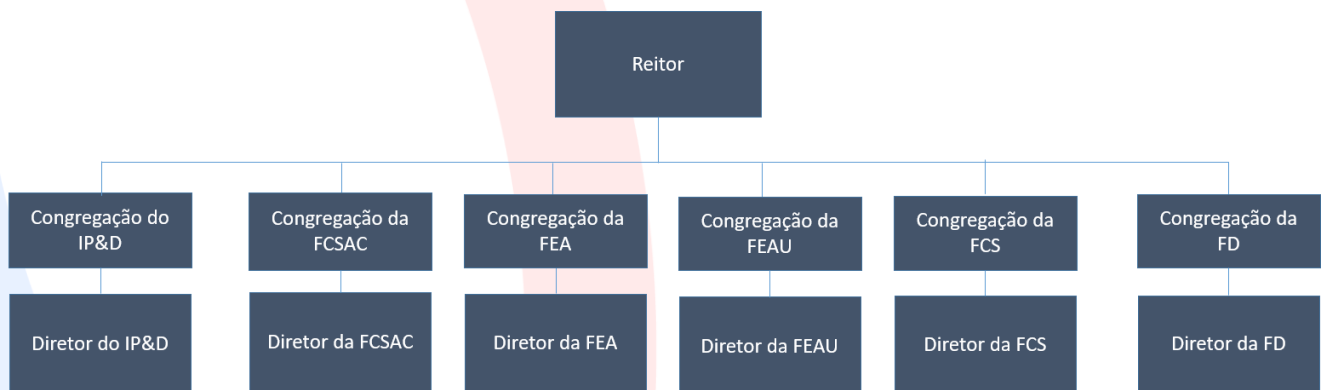 Reitor
Congregação do
IP&D
Congregação da
FCSAC
Congregação da
FEA
Congregação da
FEAU
Congregação da
FCS
Congregação da
FD
Diretor do IP&D
Diretor da FCSAC
Diretor da FEA
Diretor da FEAU
Diretor da FCS
Diretor da FD